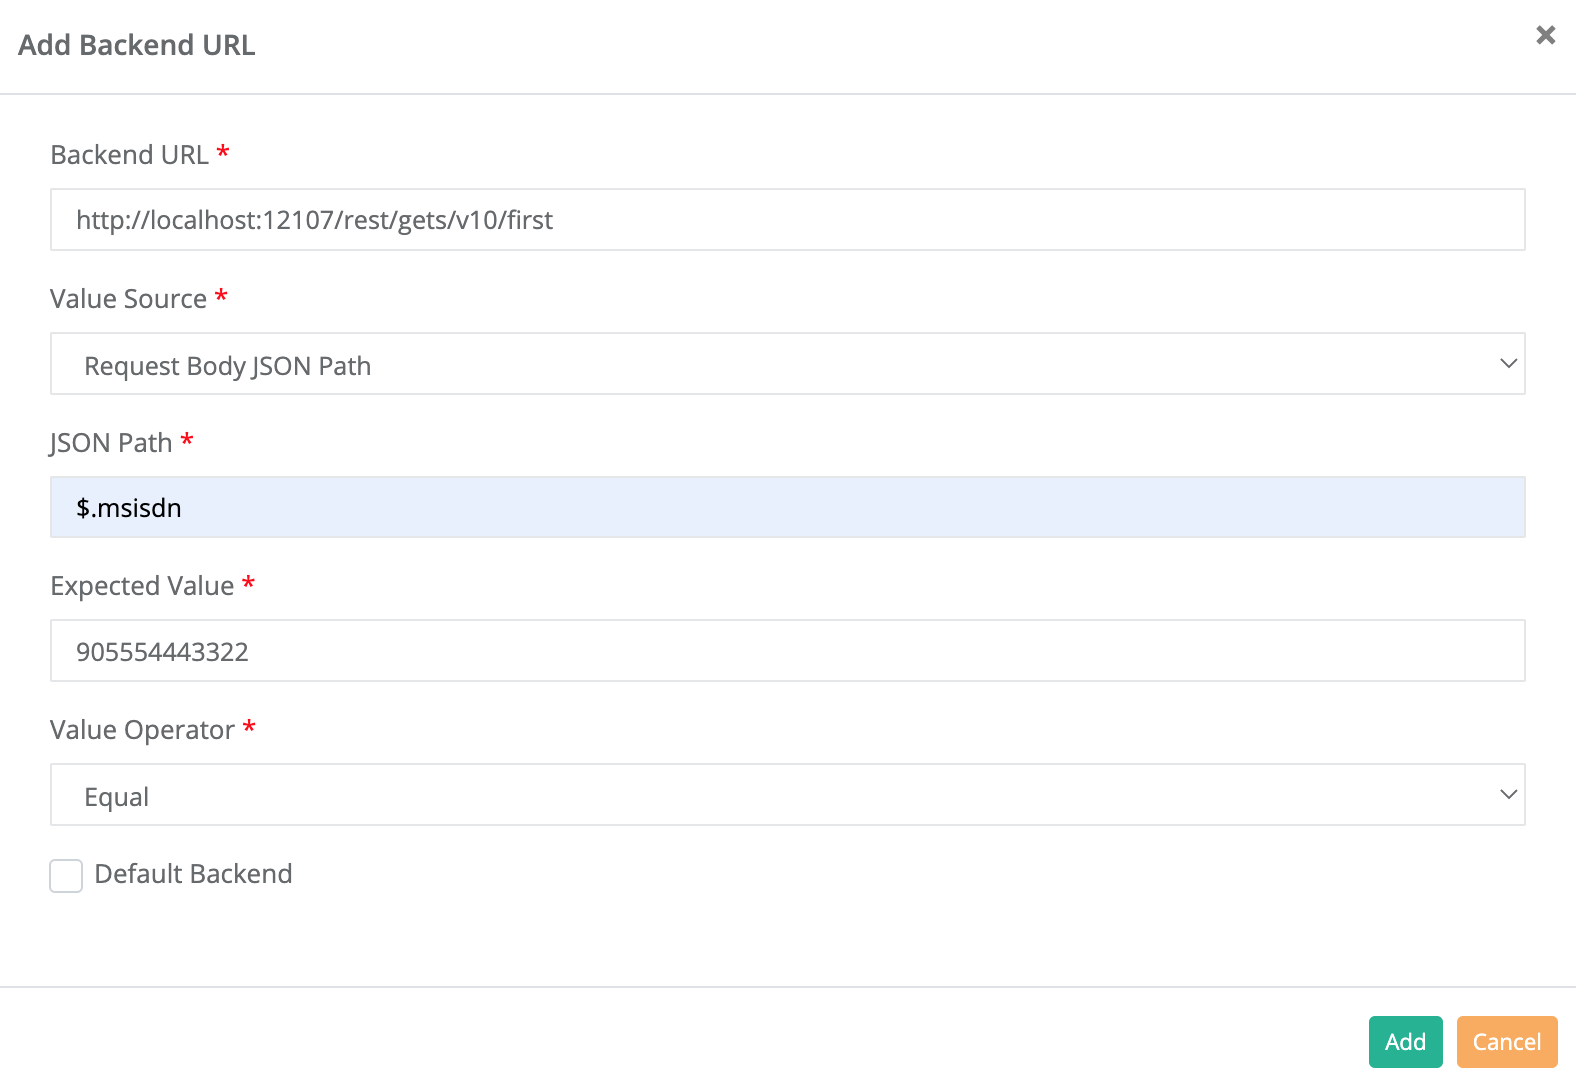 Add Backend URL
Backend URL *
http://localhost:12107/rest/gets/v10/first
Value Source *
Request Body JSON Path
JSON Path *
$.msisdn
Expected Value *
905554443322
Value Operator *
Equal
Default Backend
Add Cancel